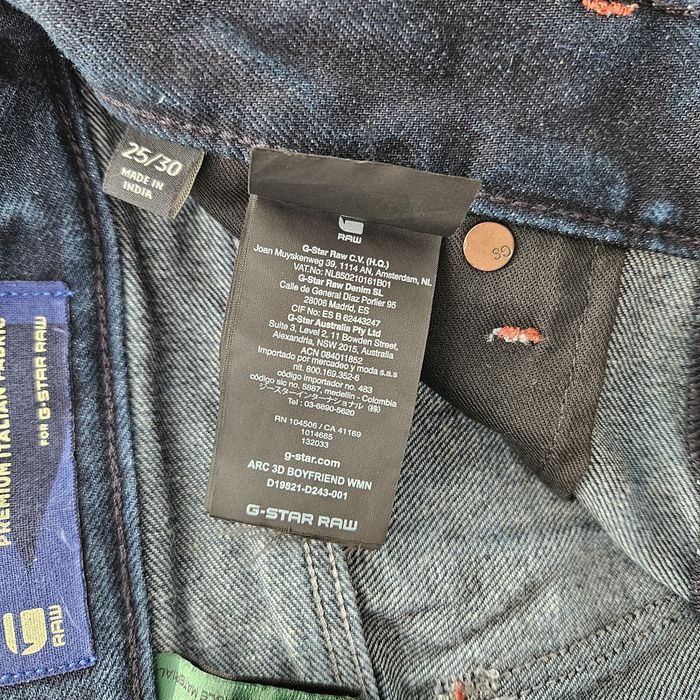 25/30
MADE IN
INDIA
RAW
G-Star Raw C.V. (H.Q.)
Joan Muyskenweg 39, 1114 AN, Amsterdam, NL
VAT.No: NL850210161B01
G-Star Raw Denim SL
Calle de General Diaz Porlier 95
28006 Madrid, ES
CIF No: ES B 62443247
G-Star Australia Pty Ltd
Suite 3, Level 2, 11 Bowden Street,
Alexandria, NSW 2015, Australia
ACN 084011852
Importado por mercadeo y moda s.a.s
nit. 800.169.352-6
código importador no. 483
código sic no. 5887, medellin - Colombia
ジースターインターナショナル (株)
Tel : 03-6890-5620
RN 104506 / CA 41169
1014685
132033
g-star.com
ARC 3D BOYFRIEND WMN
D19821-D243-001
G-STAR RAW
GS
PREMIUM ITALIAN FABRIC
FOR G-STAR RAW
RAW